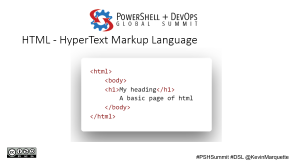 POWERSHELL + DEVOPS
GLOBAL SUMMIT
HTML - HyperText Markup Language
<html>
<body>
<h1>My heading</h1>
A basic page of html
</body>
</html>
#PSHSummit #DSL @KevinMarquette